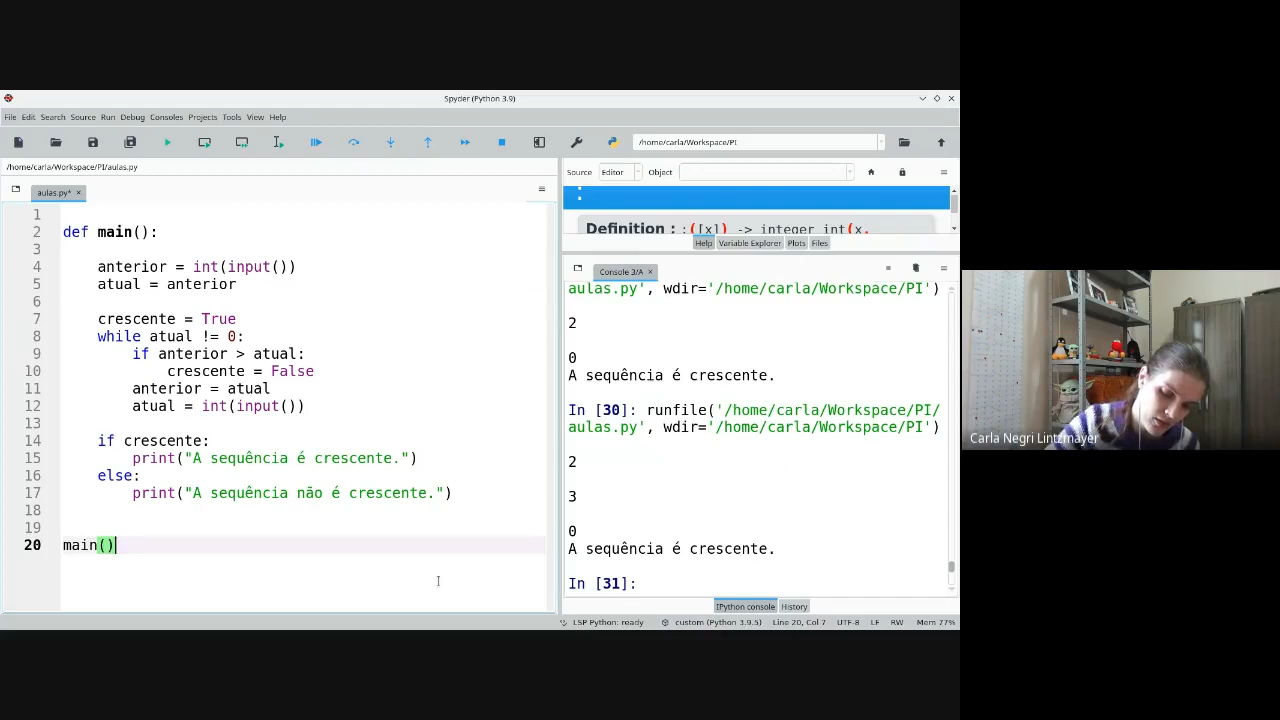 Spyder (Python 3.9)
File Edit Search Source Run Debug Consoles Projects Tools View Help
/home/carla/Workspace/PI
/home/carla/Workspace/PI/aulas.py
aulas.py*
1
2 def main():
3
4 anterior = int(input())
5 atual = anterior
6
7 crescente = True
8 while atual != 0:
9 if anterior > atual:
10 crescente = False
11 anterior = atual
12 atual = int(input())
13
14 if crescente:
15 print("A sequência é crescente.")
16 else:
17 print("A sequência não é crescente.")
18
19
20 main()
Source Editor Object
:
Definition : :([x]) -> integer int(x,
Help Variable Explorer Plots Files
Console 3/A
aulas.py', wdir='/home/carla/Workspace/PI')
2
0
A sequência é crescente.
In [30]: runfile('/home/carla/Workspace/PI/
aulas.py', wdir='/home/carla/Workspace/PI')
2
3
0
A sequência é crescente.
In [31]:
IPython console History
LSP Python: ready custom (Python 3.9.5) Line 20, Col 7 UTF-8 LF RW Mem 77%
Carla Negri Lintzmayer